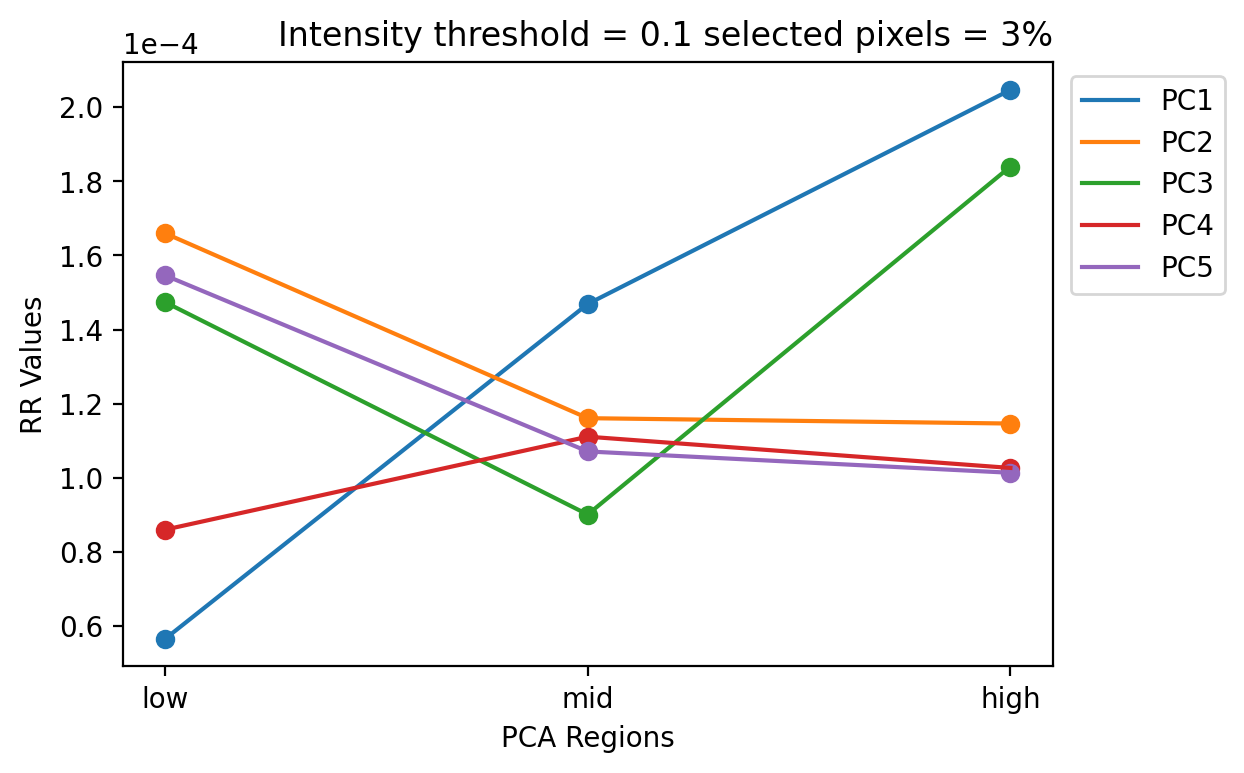 1e−4
Intensity threshold = 0.1 selected pixels = 3%
2.0
1.8
1.6
1.4
1.2
1.0
0.8
0.6
RR Values
low
mid
high
PCA Regions
PC1
PC2
PC3
PC4
PC5